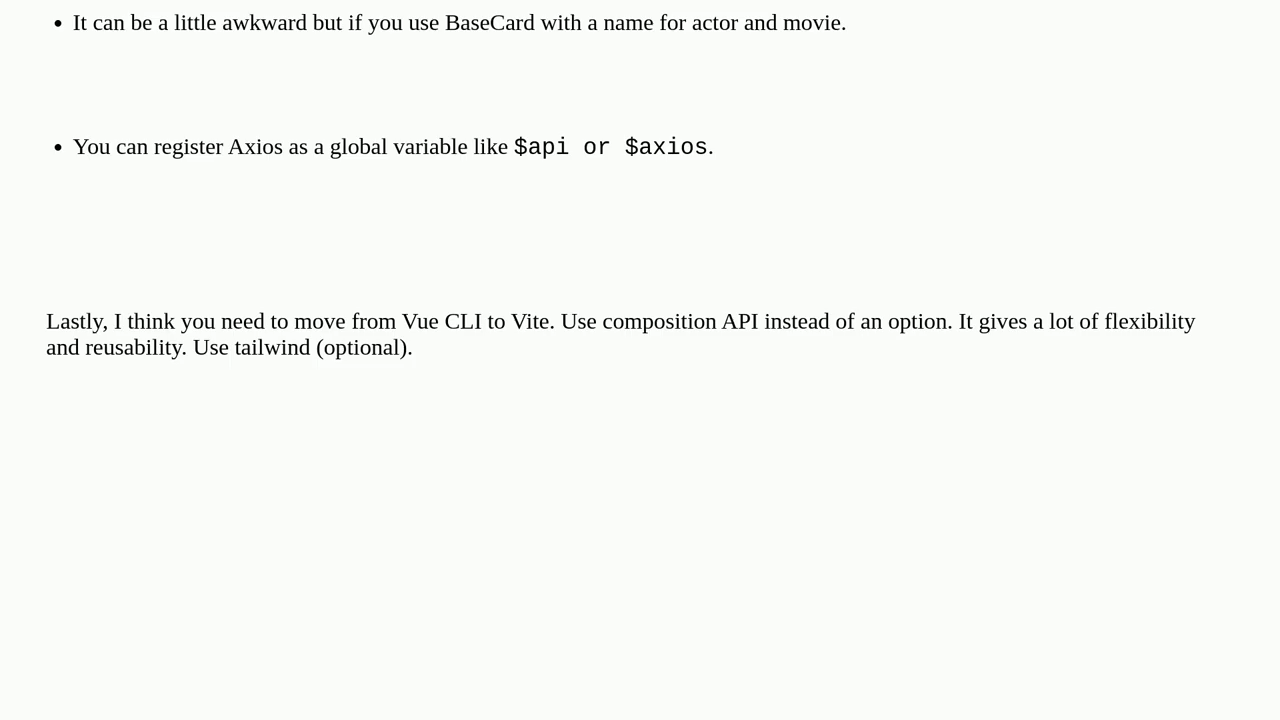 • It can be a little awkward but if you use BaseCard with a name for actor and movie.
• You can register Axios as a global variable like $api or $axios.
Lastly, I think you need to move from Vue CLI to Vite. Use composition API instead of an option. It gives a lot of flexibility
and reusability. Use tailwind (optional).